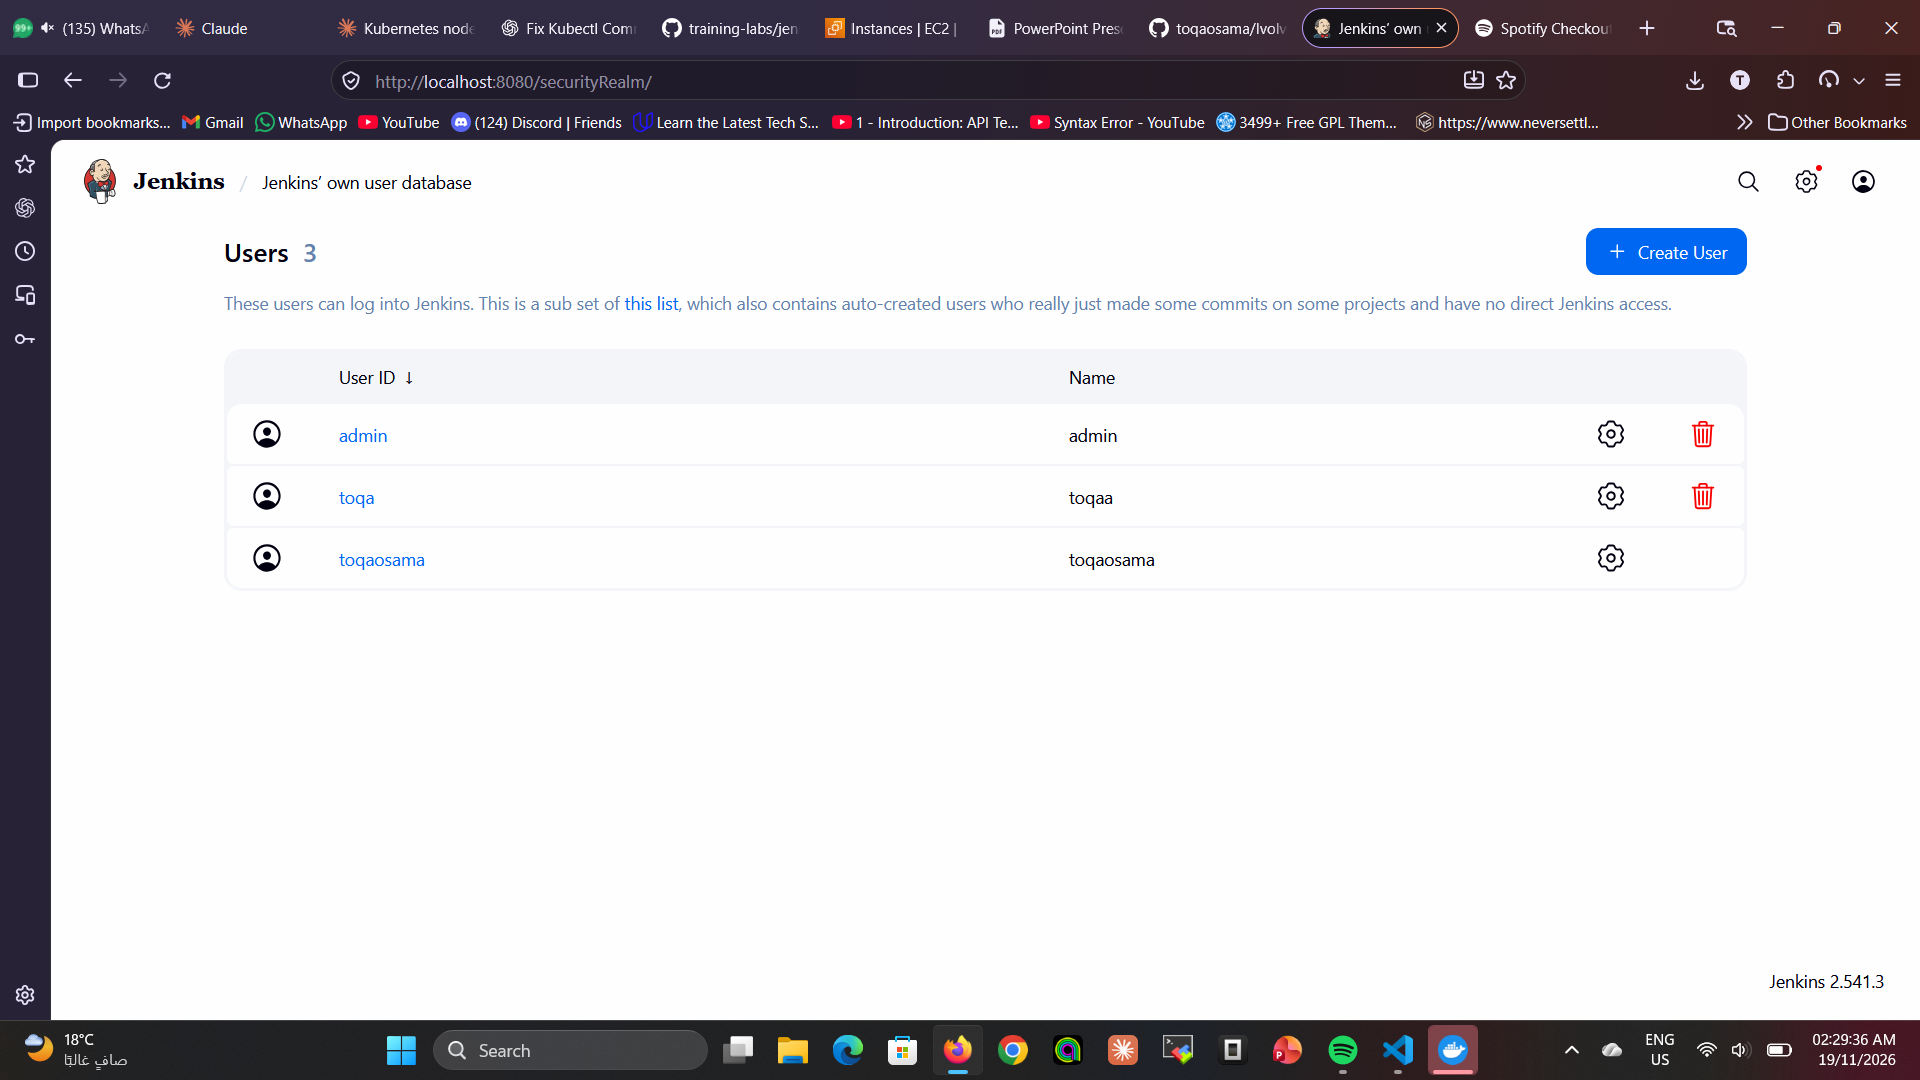 (135) WhatsA
Claude
Kubernetes node
Fix Kubectl Com
training-labs/jen
Instances | EC2 |
PowerPoint Pres
toqaosama/Ivolv
Jenkins' own
Spotify Checkou
http://localhost:8080/securityRealm/
T
Import bookmarks...
Gmail
WhatsApp
YouTube
(124) Discord | Friends
Learn the Latest Tech S...
1 - Introduction: API Te...
Syntax Error - YouTube
3499+ Free GPL Them...
https://www.neversettl...
Other Bookmarks
Jenkins / Jenkins' own user database
Users 3
+ Create User
These users can log into Jenkins. This is a sub set of this list, which also contains auto-created users who really just made some commits on some projects and have no direct Jenkins access.
User ID ↓ Name
admin admin
toqa toqaa
toqaosama toqaosama
Jenkins 2.541.3
18°C
صافٍ غالبًا
Search
ENG
US
02:29:36 AM
19/11/2026